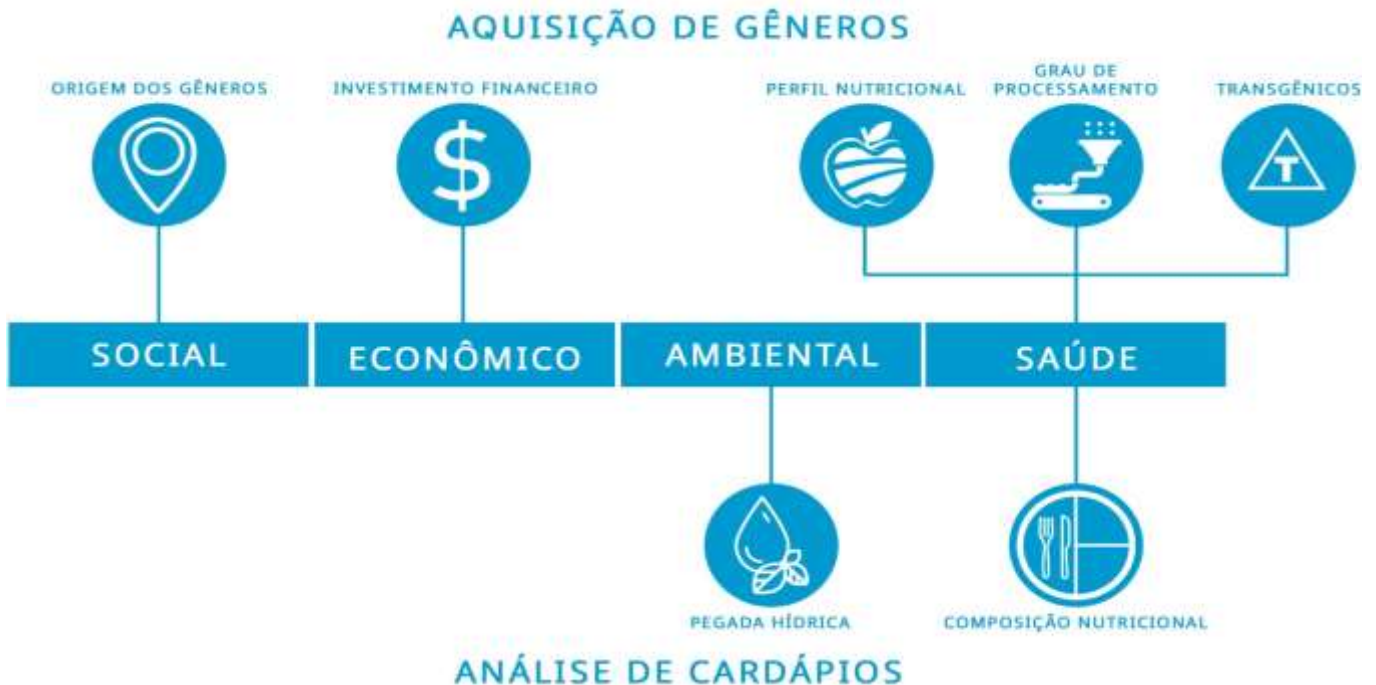 AQUISIÇÃO DE GÊNEROS
ORIGEM DOS GÊNEROS
INVESTIMENTO FINANCEIRO
PERFIL NUTRICIONAL
GRAU DE
PROCESSAMENTO
TRANSGÊNICOS
$
T
SOCIAL
ECONÔMICO
AMBIENTAL
SAÚDE
PEGADA HÍDRICA
COMPOSIÇÃO NUTRICIONAL
ANÁLISE DE CARDÁPIOS